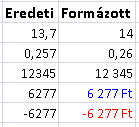 Eredeti Formázott
13,7 14
0,257 0,26
12345 12 345
6277 6 277 Ft
-6277 -6 277 Ft